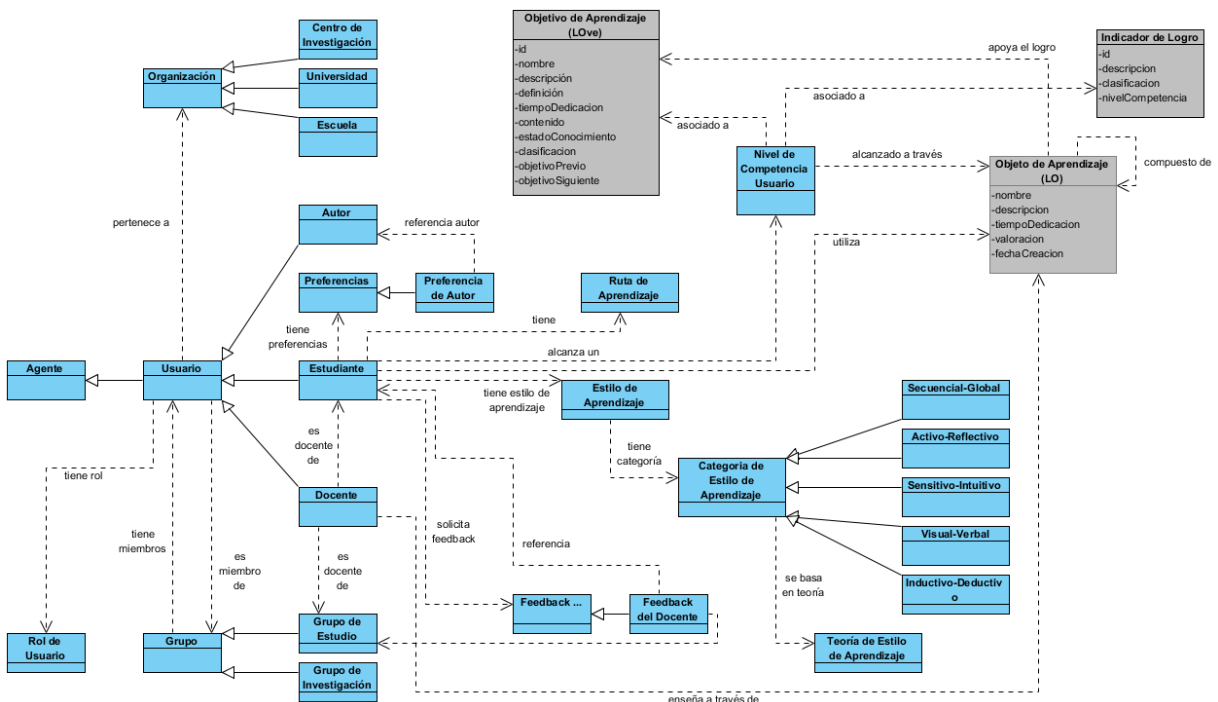 Centro de
Investigación
Organización
Universidad
Escuela
pertenece a
Objetivo de Aprendizaje
(LOve)
-id
-nombre
-descripción
-definición
-tiempoDedicacion
-contenido
-estadoConocimiento
-clasificacion
-objetivoPrevio
-objetivoSiguiente
apoya el logro
Indicador de Logro
-id
-descripcion
-clasificacion
-nivelCompetencia
asociado a
asociado a
Nivel de
Competencia
Usuario
alcanzado a través
Objeto de Aprendizaje
(LO)
-nombre
-descripcion
-tiempoDedicacion
-valoracion
-fechaCreacion
compuesto de
utiliza
Autor
referencia autor
Preferencias
Preferencia
de Autor
Ruta de
Aprendizaje
tiene
preferencias
tiene
alcanza un
Agente
Usuario
Estudiante
tiene estilo de
aprendizaje
Estilo de
Aprendizaje
Secuencial-Global
Activo-Reflectivo
Sensitivo-Intuitivo
Visual-Verbal
Inductivo-Deductiv
o
tiene
categoría
Categoria de
Estilo de
Aprendizaje
es
docente
de
tiene rol
Docente
solicita
feedback
referencia
tiene
miembros
es
miembro
de
es
docente
de
se basa
en teoría
Feedback ...
Feedback
del Docente
Rol de
Usuario
Grupo
Grupo de
Estudio
Grupo de
Investigación
Teoría de Estilo
de Aprendizaje
enseña a través de